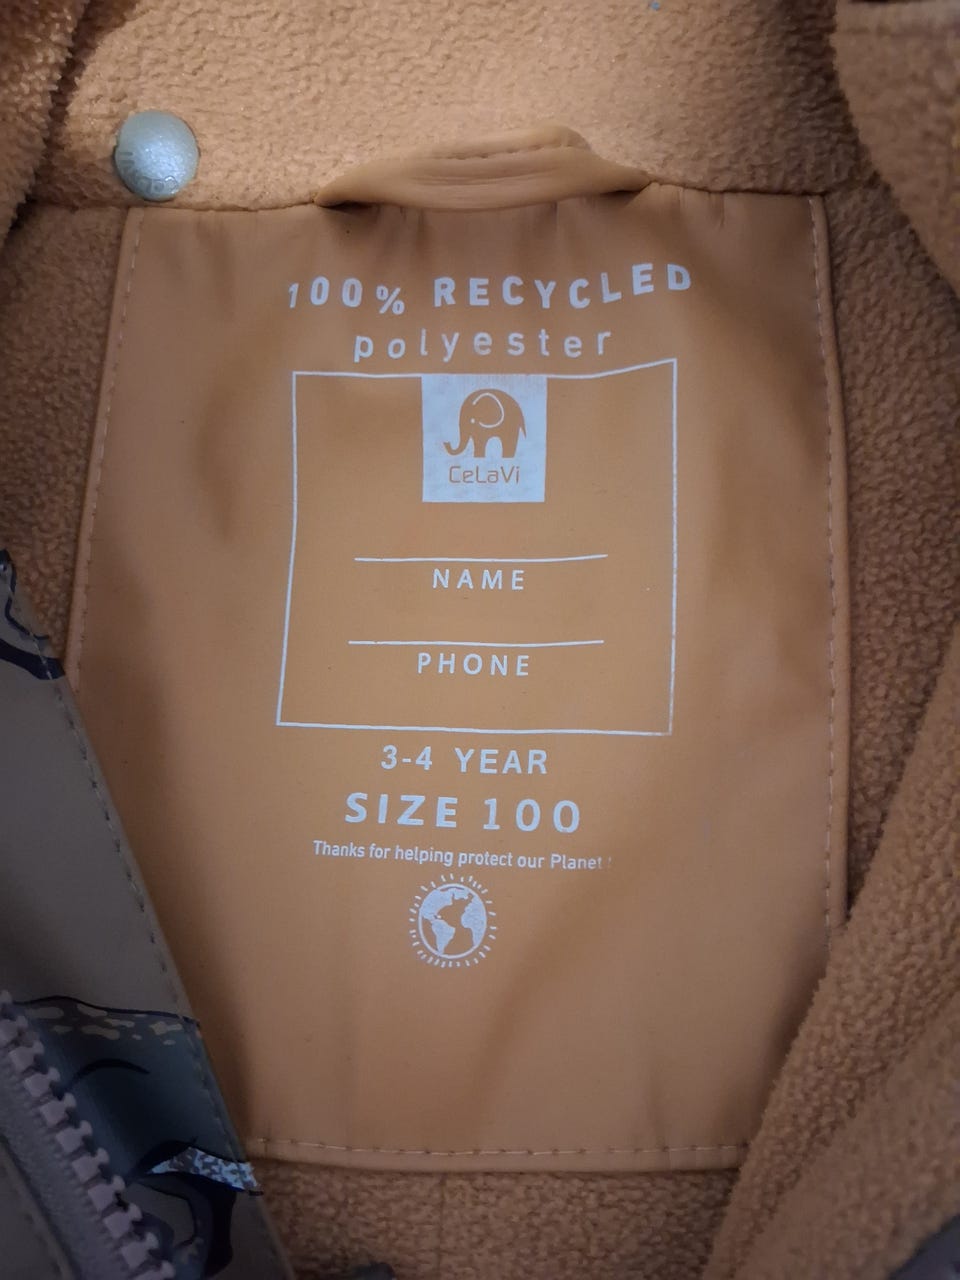 100% RECYCLED
polyester
CeLaVi
NAME
PHONE
3-4 YEAR
SIZE 100
Thanks for helping protect our Planet !